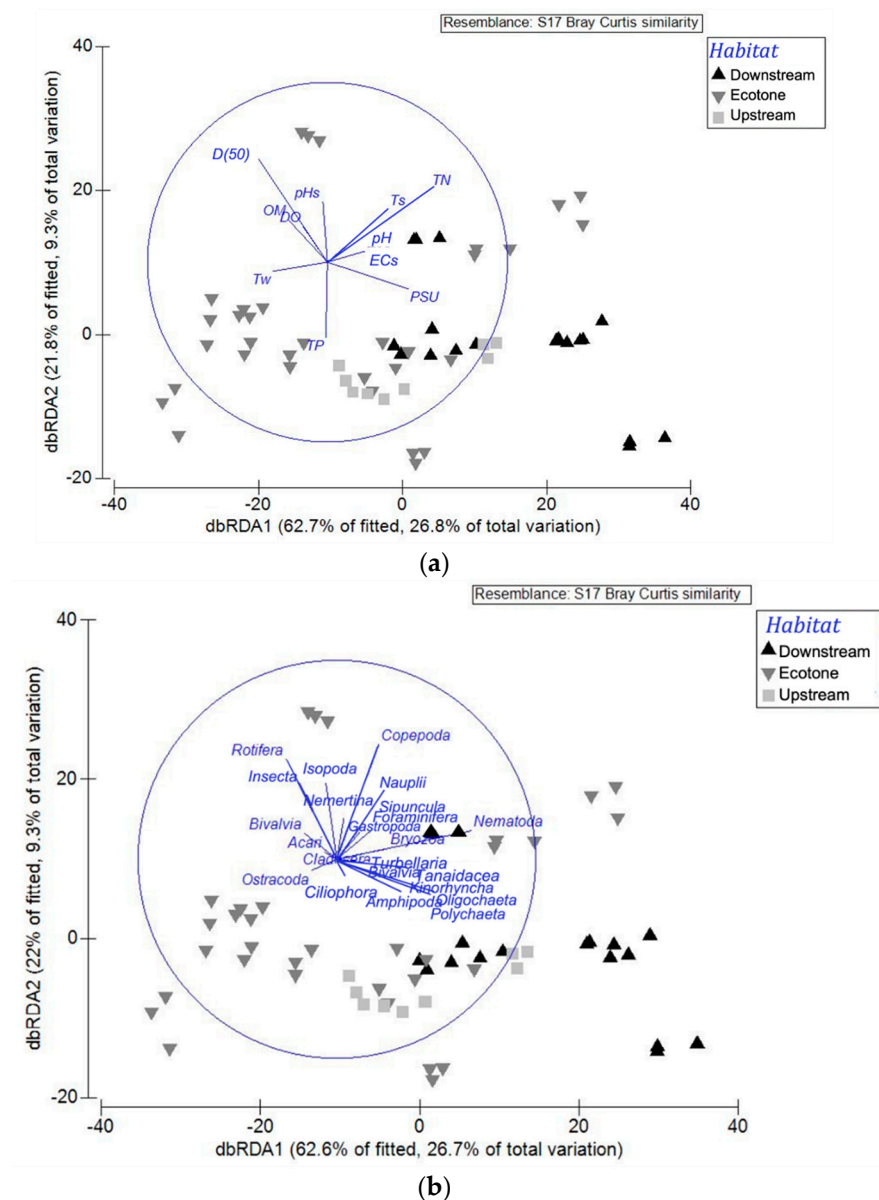 Resemblance: S17 Bray Curtis similarity
Habitat
Downstream
Ecotone
Upstream
40
20
0
-20
dbRDA2 (21.8% of fitted, 9.3% of total variation)
D(50)
pHs
OM
DO
Ts
TN
pH
ECs
Tw
PSU
TP
-40
-20
0
20
40
dbRDA1 (62.7% of fitted, 26.8% of total variation)
(a)
Resemblance: S17 Bray Curtis similarity
Habitat
Downstream
Ecotone
Upstream
40
20
0
-20
dbRDA2 (22% of fitted, 9.3% of total variation)
Copepoda
Rotifera
Isopoda
Insecta
Nauplii
Nemertina
Sipuncula
Foraminifera
Bivalvia
Gastropoda
Nematoda
Acari
Bryozoa
Cladocera
Turbellaria
Ostracoda
Bivalvia
Tanaidacea
Ciliophora
Kinorhyncha
Amphipoda
Oligochaeta
Polychaeta
-40
-20
0
20
40
dbRDA1 (62.6% of fitted, 26.7% of total variation)
(b)